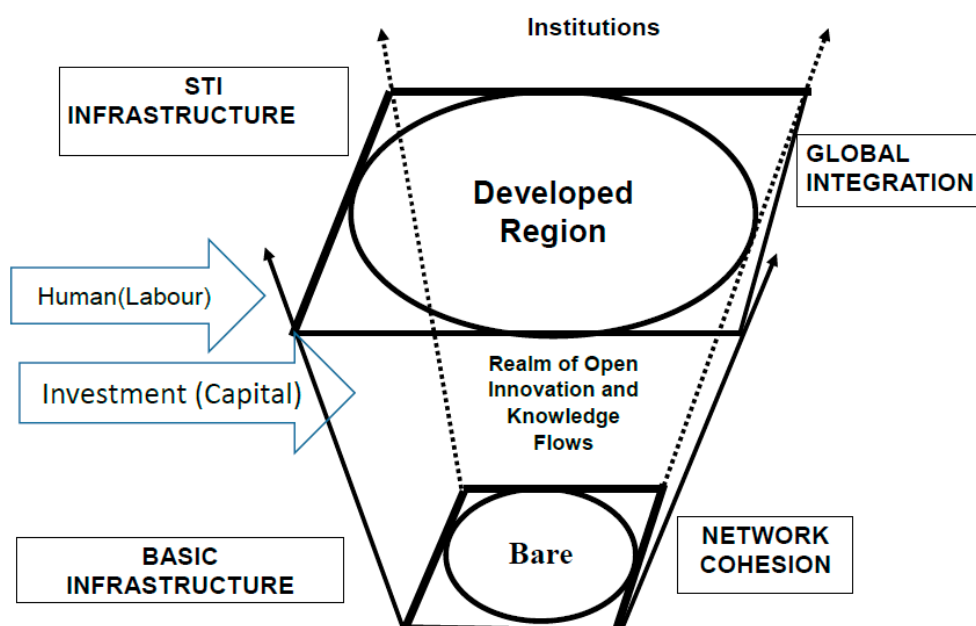 Institutions
STI
INFRASTRUCTURE
GLOBAL
INTEGRATION
Developed
Region
Human(Labour)
Investment (Capital)
Realm of Open
Innovation and
Knowledge
Flows
BASIC
INFRASTRUCTURE
Bare
NETWORK
COHESION